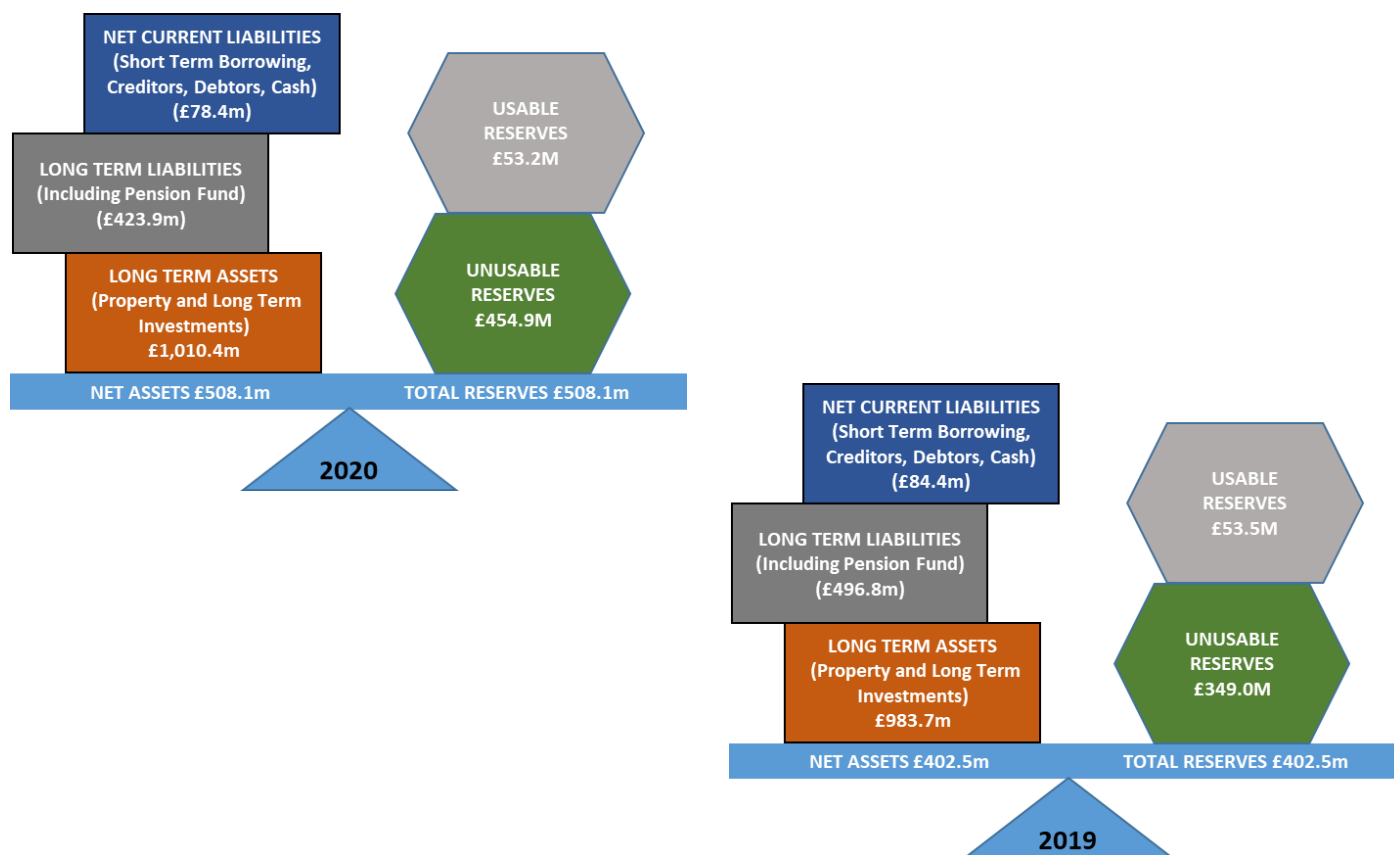 NET CURRENT LIABILITIES
(Short Term Borrowing,
Creditors, Debtors, Cash)
(£78.4m)
LONG TERM LIABILITIES
(Including Pension Fund)
(£423.9m)
LONG TERM ASSETS
(Property and Long Term
Investments)
£1,010.4m
USABLE
RESERVES
£53.2M
UNUSABLE
RESERVES
£454.9M
NET ASSETS £508.1m
TOTAL RESERVES £508.1m
2020
NET CURRENT LIABILITIES
(Short Term Borrowing,
Creditors, Debtors, Cash)
(£84.4m)
LONG TERM LIABILITIES
(Including Pension Fund)
(£496.8m)
LONG TERM ASSETS
(Property and Long Term
Investments)
£983.7m
USABLE
RESERVES
£53.5M
UNUSABLE
RESERVES
£349.0M
NET ASSETS £402.5m
TOTAL RESERVES £402.5m
2019